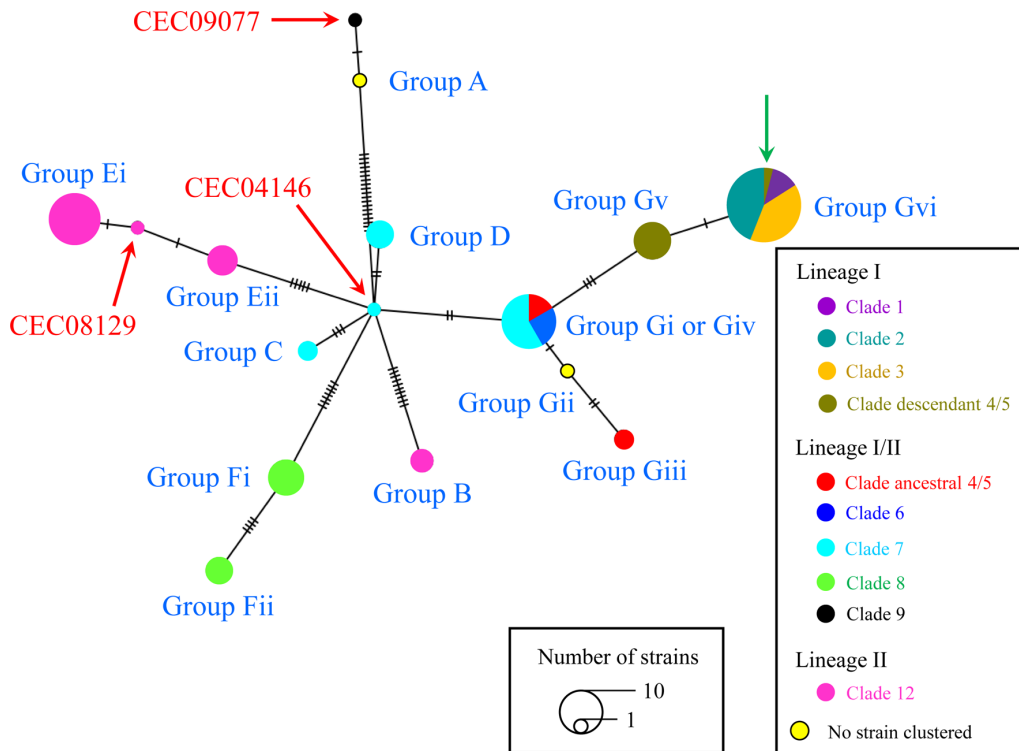 CEC09077
Group A
Group Ei
CEC04146
Group Gv
Group Gvi
Group D
Group Eii
CEC08129
Group C
Group Gi or Giv
Group Gii
Group Fi
Group B
Group Giii
Group Fii
Number of strains
10
1
Lineage I
Clade 1
Clade 2
Clade 3
Clade descendant 4/5
Lineage I/II
Clade ancestral 4/5
Clade 6
Clade 7
Clade 8
Clade 9
Lineage II
Clade 12
No strain clustered